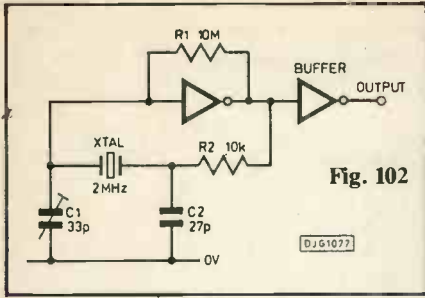 R1 10M
BUFFER
OUTPUT
XTAL
2MHz
R2 10k
Fig. 102
C1
33p
C2
27p
DJG1077
0V